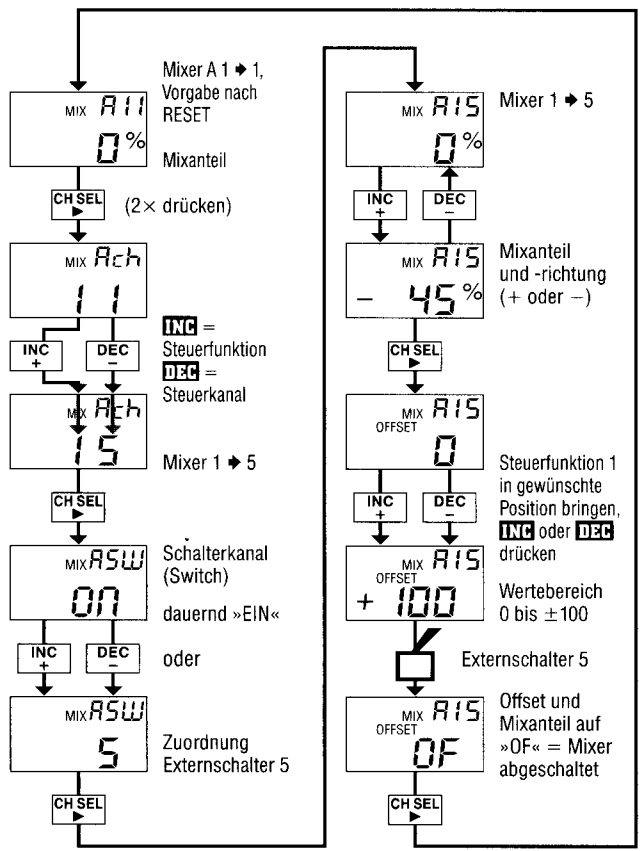 MIX A11
0%
Mixer A 1 ➧ 1,
Vorgabe nach
RESET
Mixanteil
CH SEL
▶
(2× drücken)
MIX Ach
1 1
INC
+
DEC
−
INC =
Steuerfunktion
DEC =
Steuerkanal
MIX Ach
1 5
Mixer 1 ➧ 5
CH SEL
▶
MIX ASW
ON
Schalterkanal
(Switch)
dauernd »EIN«
INC
+
DEC
−
oder
MIX ASW
5
Zuordnung
Externschalter 5
CH SEL
▶
MIX A15
0%
Mixer 1 ➧ 5
INC
+
DEC
−
MIX A15
− 45%
Mixanteil
und -richtung
(+ oder −)
CH SEL
▶
MIX A15
OFFSET
0
INC
+
DEC
−
Steuerfunktion 1
in gewünschte
Position bringen,
INC oder DEC
drücken
MIX A15
OFFSET
+ 100
Wertebereich
0 bis ±100
Externschalter 5
MIX A15
OFFSET
OF
Offset und
Mixanteil auf
»OF« = Mixer
abgeschaltet
CH SEL
▶